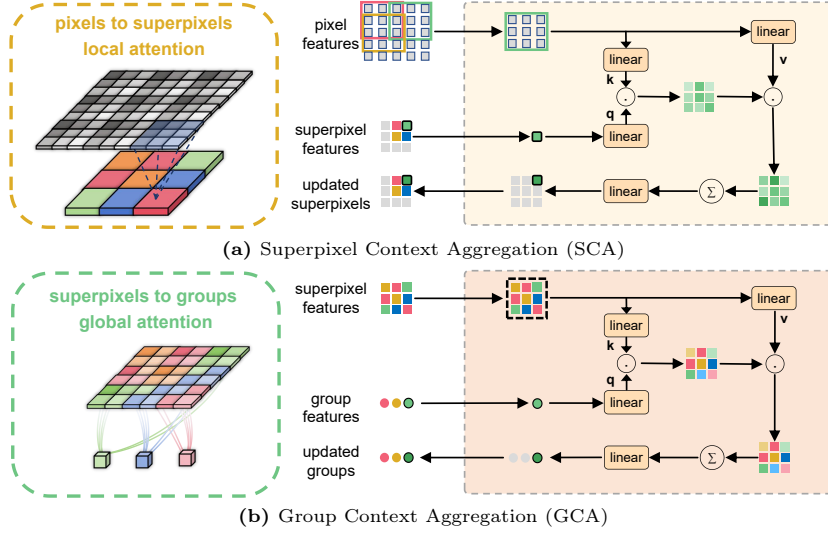 pixels to superpixels
local attention
pixel
features
linear
linear
k
v
.
.
q
superpixel
features
linear
updated
superpixels
linear
Σ
(a) Superpixel Context Aggregation (SCA)
superpixels to groups
global attention
superpixel
features
linear
linear
k
v
.
.
q
group
features
linear
updated
groups
linear
Σ
(b) Group Context Aggregation (GCA)